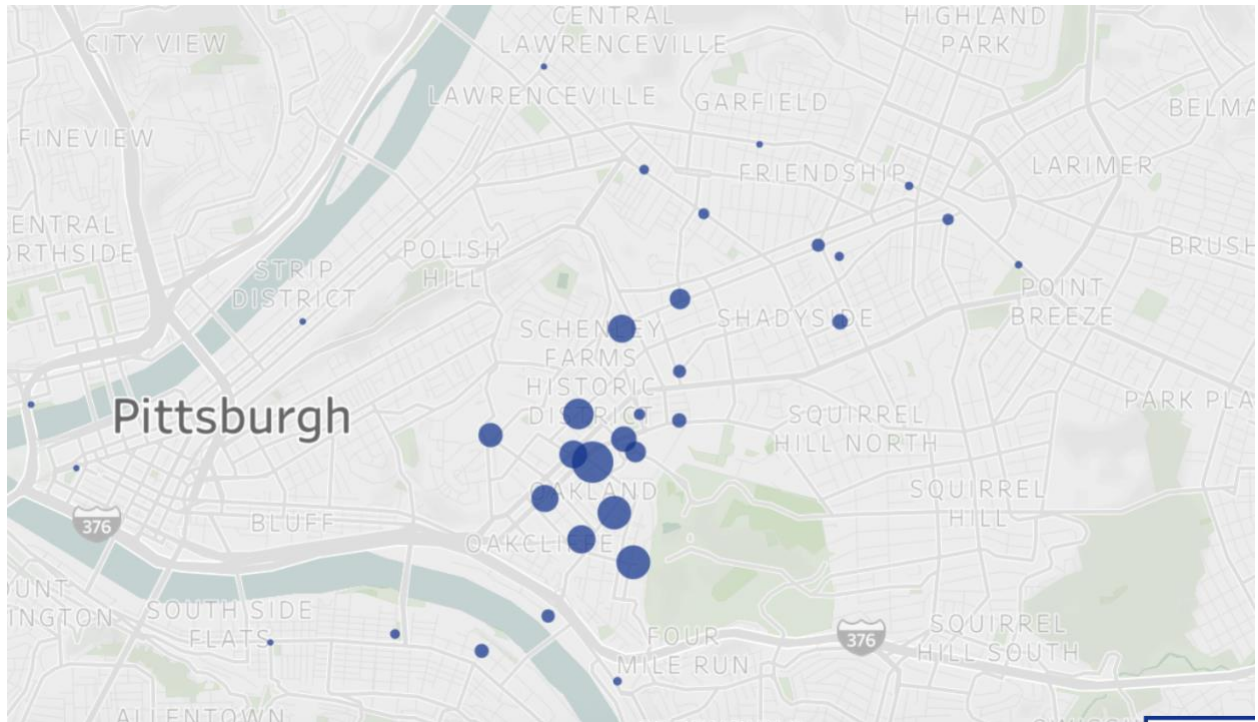 CENTRAL
LAWRENCEVILLE
HIGHLAND
PARK
CITY VIEW
LAWRENCEVILLE
GARFIELD
BELMA
FINEVIEW
LARIMER
FRIENDSHIP
ENTRAL
ORTHSIDE
POLISH
HILL
BRUSH
STRIP
DISTRICT
POINT
BREEZE
SCHENLEY
FARMS
HISTORIC
DISTRICT
SHADYSIDE
Pittsburgh
PARK PLA
SQUIRREL
HILL NORTH
OAKLAND
SQUIRREL
HILL
376
BLUFF
OAKCLIFFE
OUNT
INGTON
SOUTH SIDE
FLATS
FOUR
MILE RUN
376
SQUIRREL
HILL SOUTH
ALLENTOWN